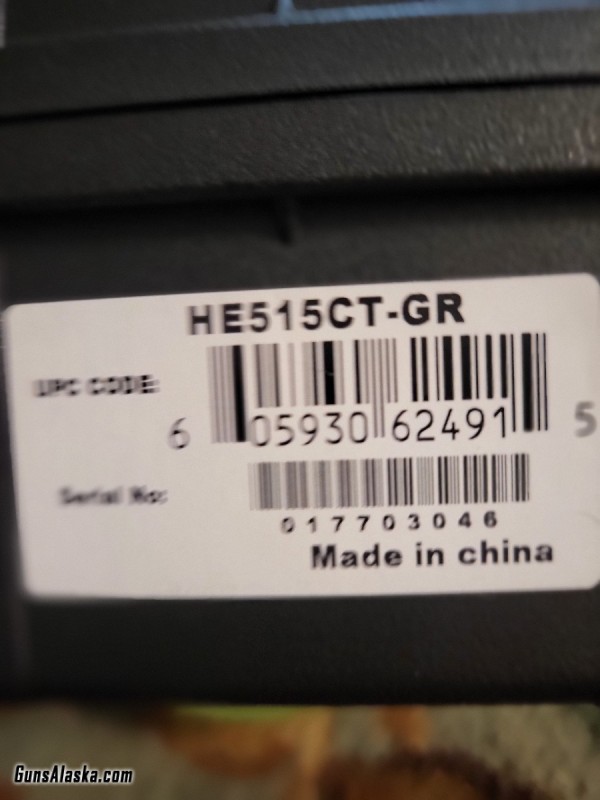 HE515CT-GR
UPC CODE:
6 05930 62491 5
Serial No:
017703046
Made in china
GunsAlaska.com